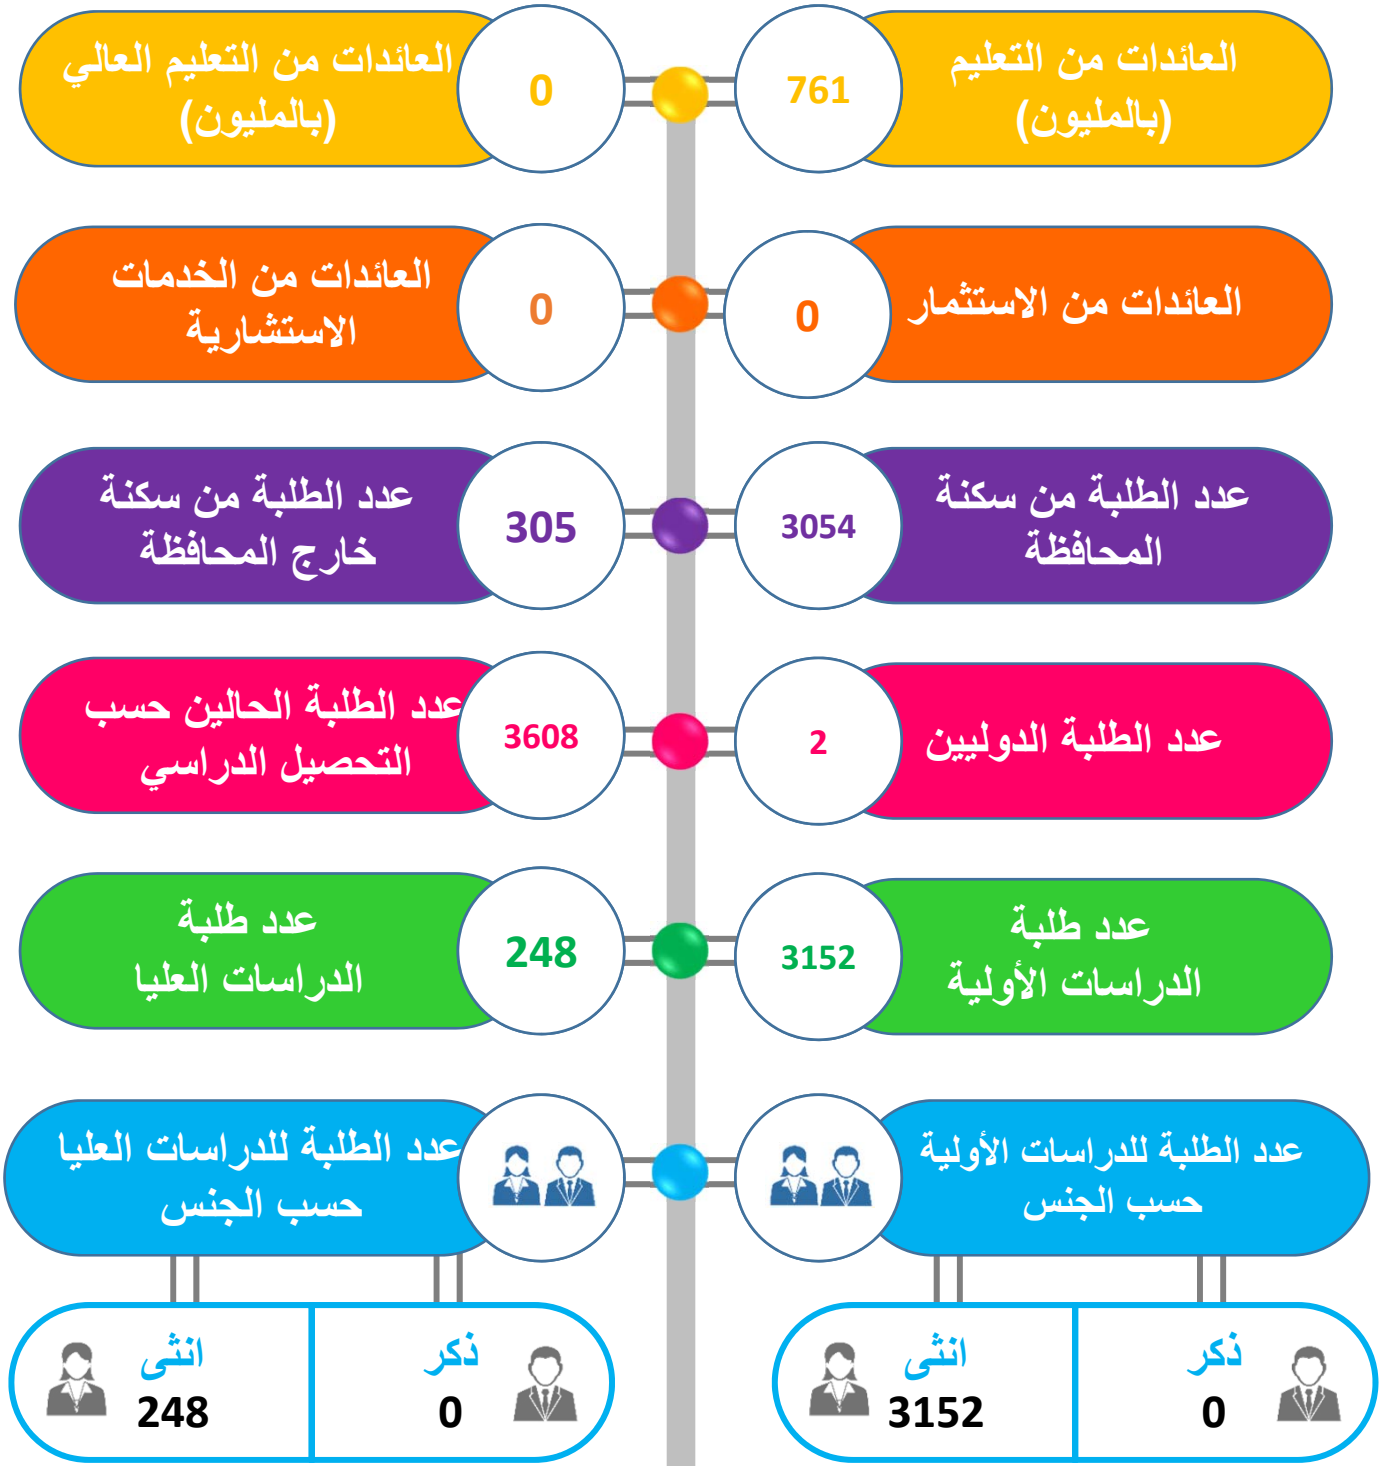 العائدات من التعليم
(بالمليون)
761
العائدات من التعليم العالي
(بالمليون)
0
العائدات من الاستثمار
0
العائدات من الخدمات
الاستشارية
0
عدد الطلبة من سكنة
المحافظة
3054
عدد الطلبة من سكنة
خارج المحافظة
305
عدد الطلبة الدوليين
2
عدد الطلبة الحالين حسب
التحصيل الدراسي
3608
عدد طلبة
الدراسات الأولية
3152
عدد طلبة
الدراسات العليا
248
عدد الطلبة للدراسات الأولية
حسب الجنس
عدد الطلبة للدراسات العليا
حسب الجنس
ذكر
0
انثى
3152
ذكر
0
انثى
248